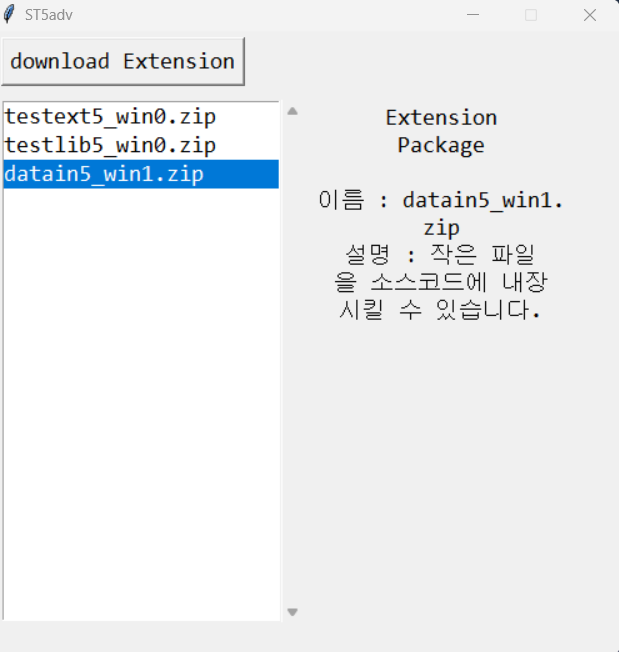 ST5adv
download Extension
testext5_win0.zip
testlib5_win0.zip
datain5_win1.zip
Extension
Package
이름 : datain5_win1.
zip
설명 : 작은 파일
을 소스코드에 내장
시킬 수 있습니다.